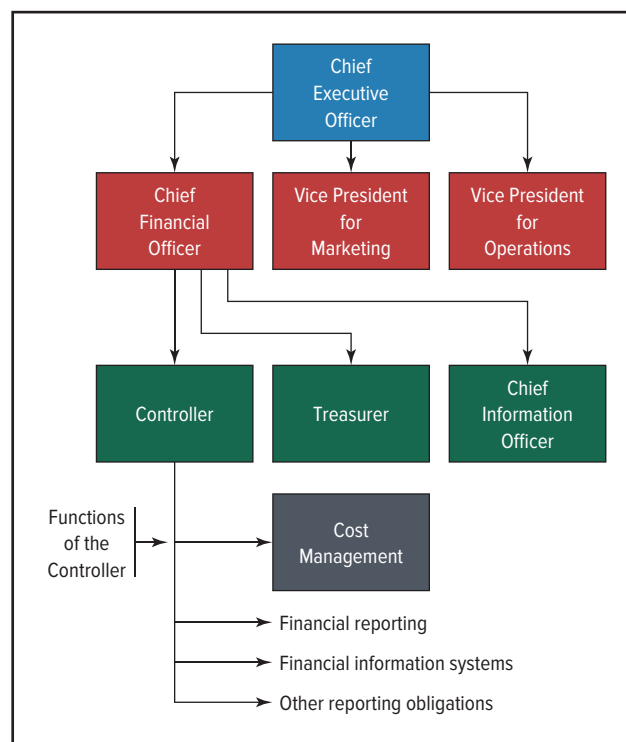 Chief
Executive
Officer
Chief
Financial
Officer
Vice President
for
Marketing
Vice President
for
Operations
Controller
Treasurer
Chief
Information
Officer
Functions
of the
Controller
Cost
Management
Financial reporting
Financial information systems
Other reporting obligations